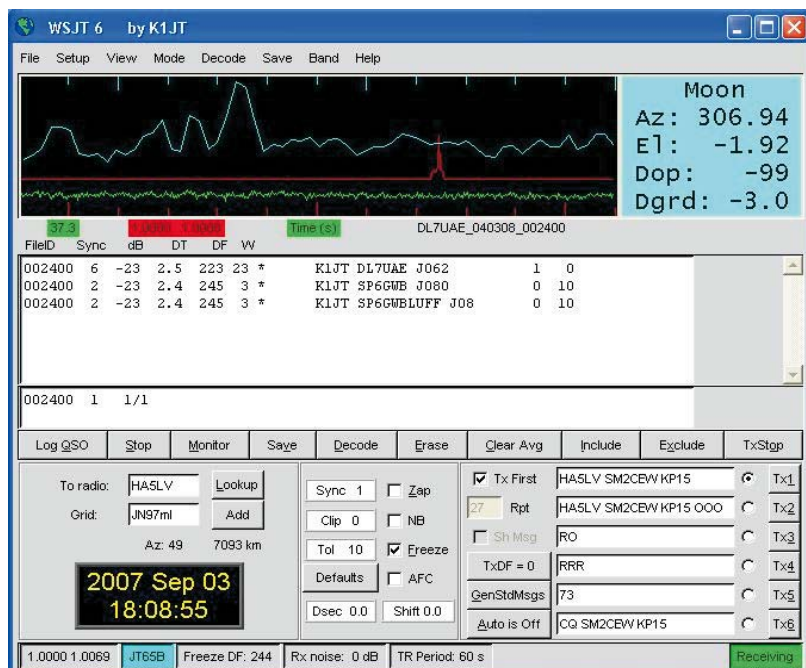 WSJT 6 by K1JT
File Setup View Mode Decode Save Band Help
Moon
Az: 306.94
El: -1.92
Dop: -99
Dgrd: -3.0
37.3 Time (s) DL7UAE_040308_002400
FileID Sync dB DT DF W
002400 6 -23 2.5 223 23 * K1JT DL7UAE JO62 1 0
002400 2 -23 2.4 245 3 * K1JT SP6GWB JO80 0 10
002400 2 -23 2.4 245 3 * K1JT SP6GWBLUFF JO8 0 10
002400 1 1/1
Log QSO Stop Monitor Save Decode Erase Clear Avg Include Exclude TxStop
To radio: HA5LV Lookup
Grid: JN97ml Add
Az: 49 7093 km
2007 Sep 03
18:08:55
Sync 1 Zap
Clip 0 NB
Tol 10 Freeze
Defaults AFC
Dsec 0.0 Shift 0.0
Tx First HA5LV SM2CEW KP15 Tx1
27 Rpt HA5LV SM2CEW KP15 OOO Tx2
Sh Msg RO Tx3
TxDF = 0 RRR Tx4
GenStdMsgs 73 Tx5
Auto is Off CQ SM2CEW KP15 Tx6
1.0000 1.0069 JT65B Freeze DF: 244 Rx noise: 0 dB TR Period: 60 s Receiving